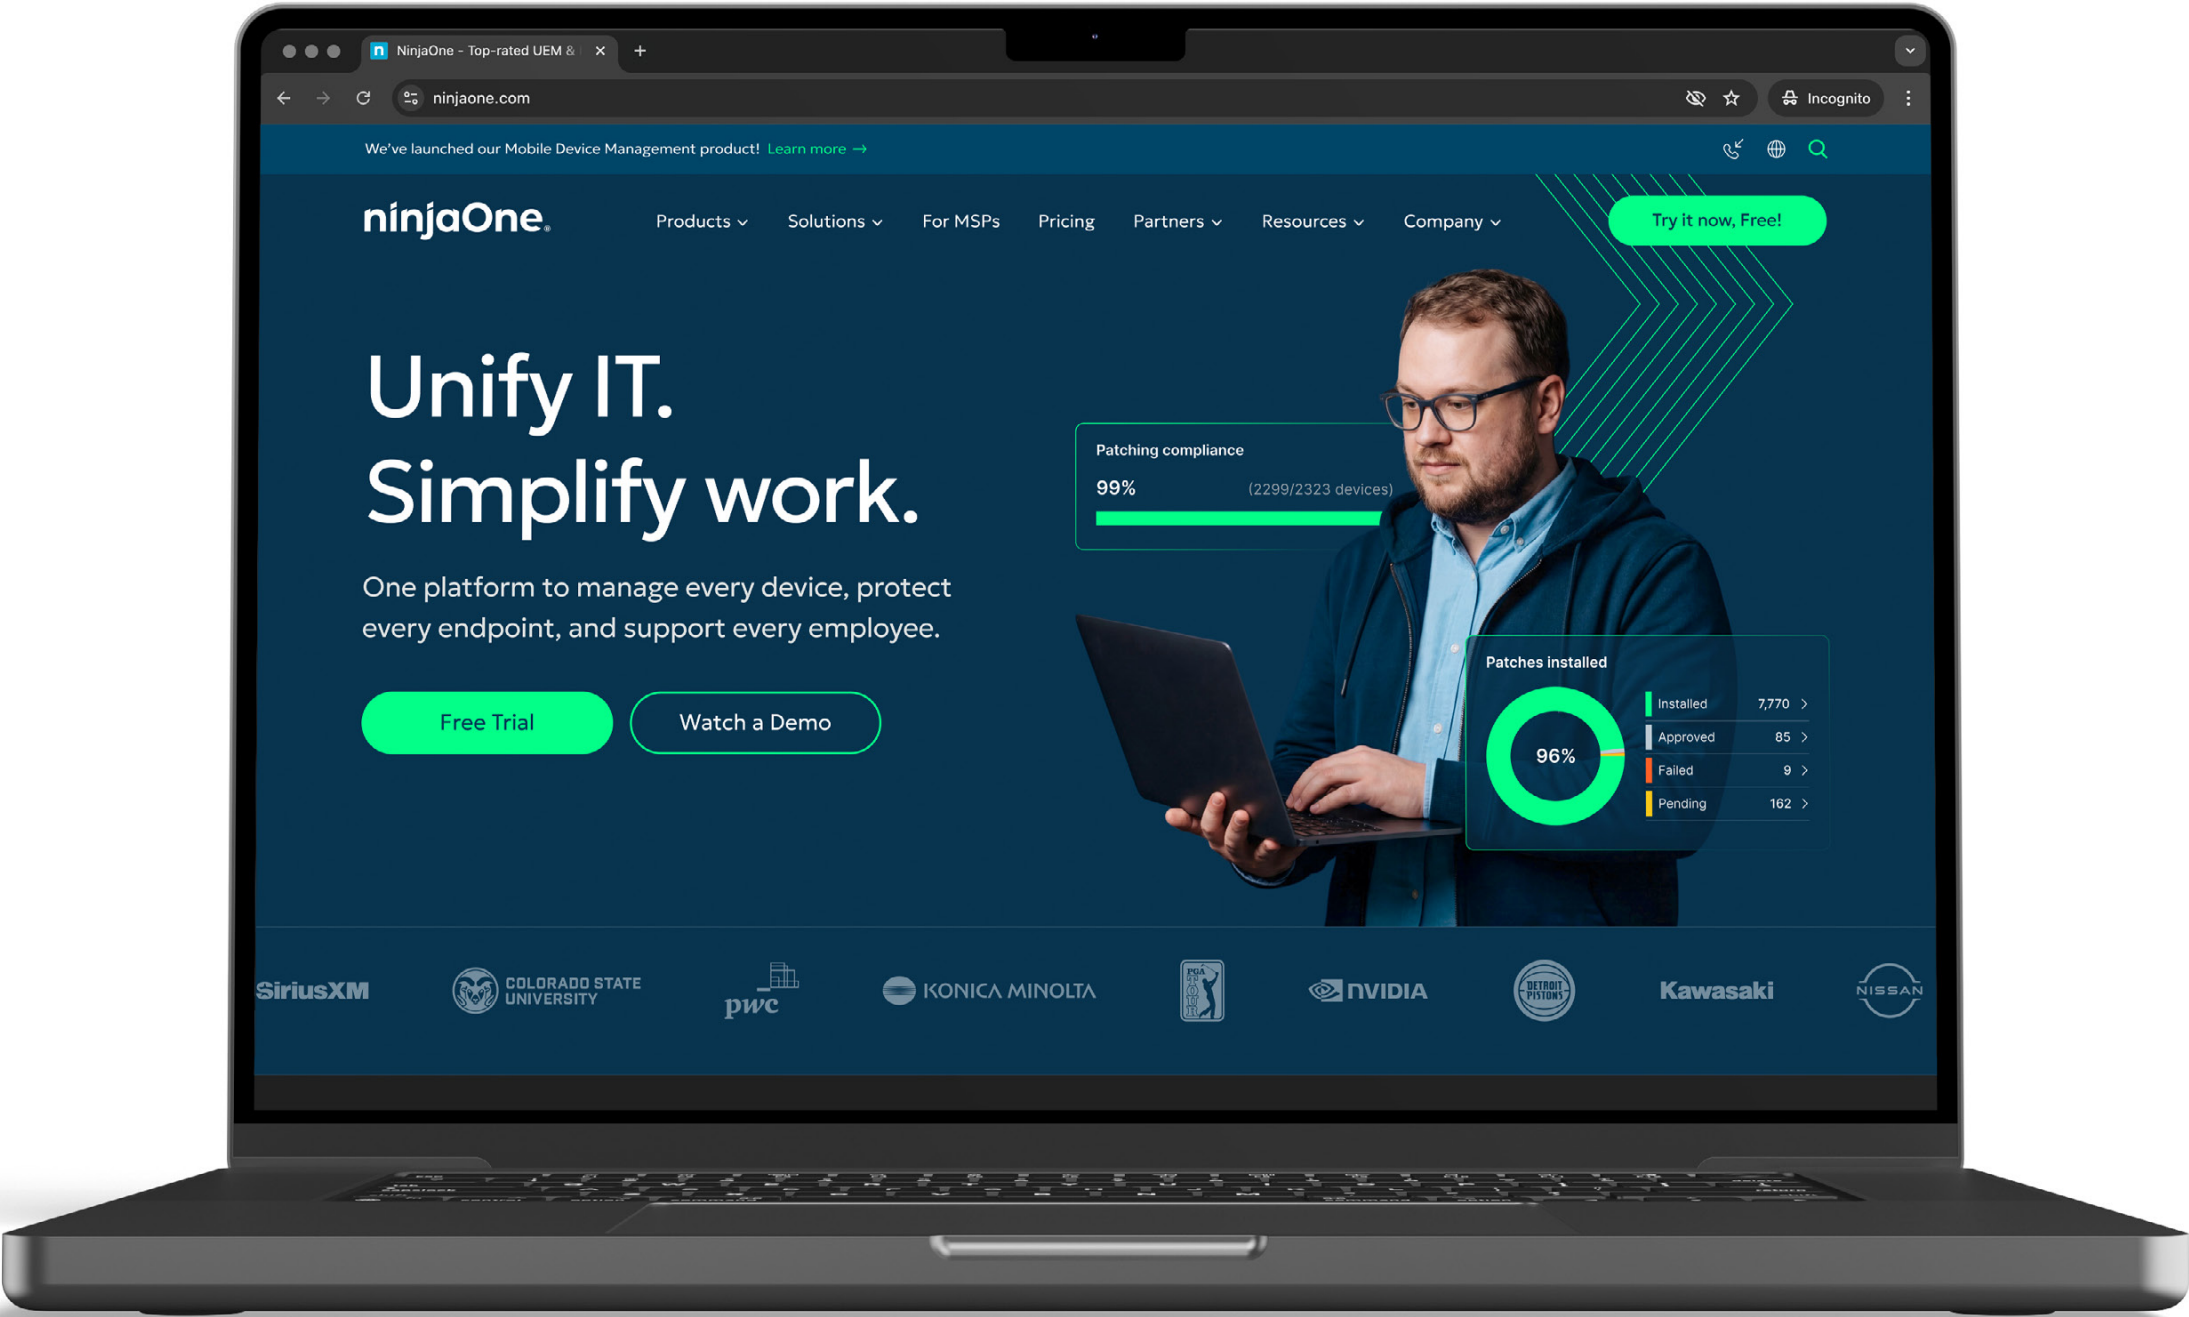 NinjaOne - Top-rated UEM &
ninjaone.com
Incognito
We've launched our Mobile Device Management product! Learn more →
ninjaOne®
Products
Solutions
For MSPs
Pricing
Partners
Resources
Company
Try it now, Free!
Unify IT.
Simplify work.
One platform to manage every device, protect
every endpoint, and support every employee.
Free Trial
Watch a Demo
Patching compliance
99% (2299/2323 devices)
Patches installed
96%
Installed 7,770
Approved 85
Failed 9
Pending 162
SiriusXM
COLORADO STATE
UNIVERSITY
pwc
KONICA MINOLTA
PGA
TOUR
NVIDIA
DETROIT
PISTONS
Kawasaki
NISSAN